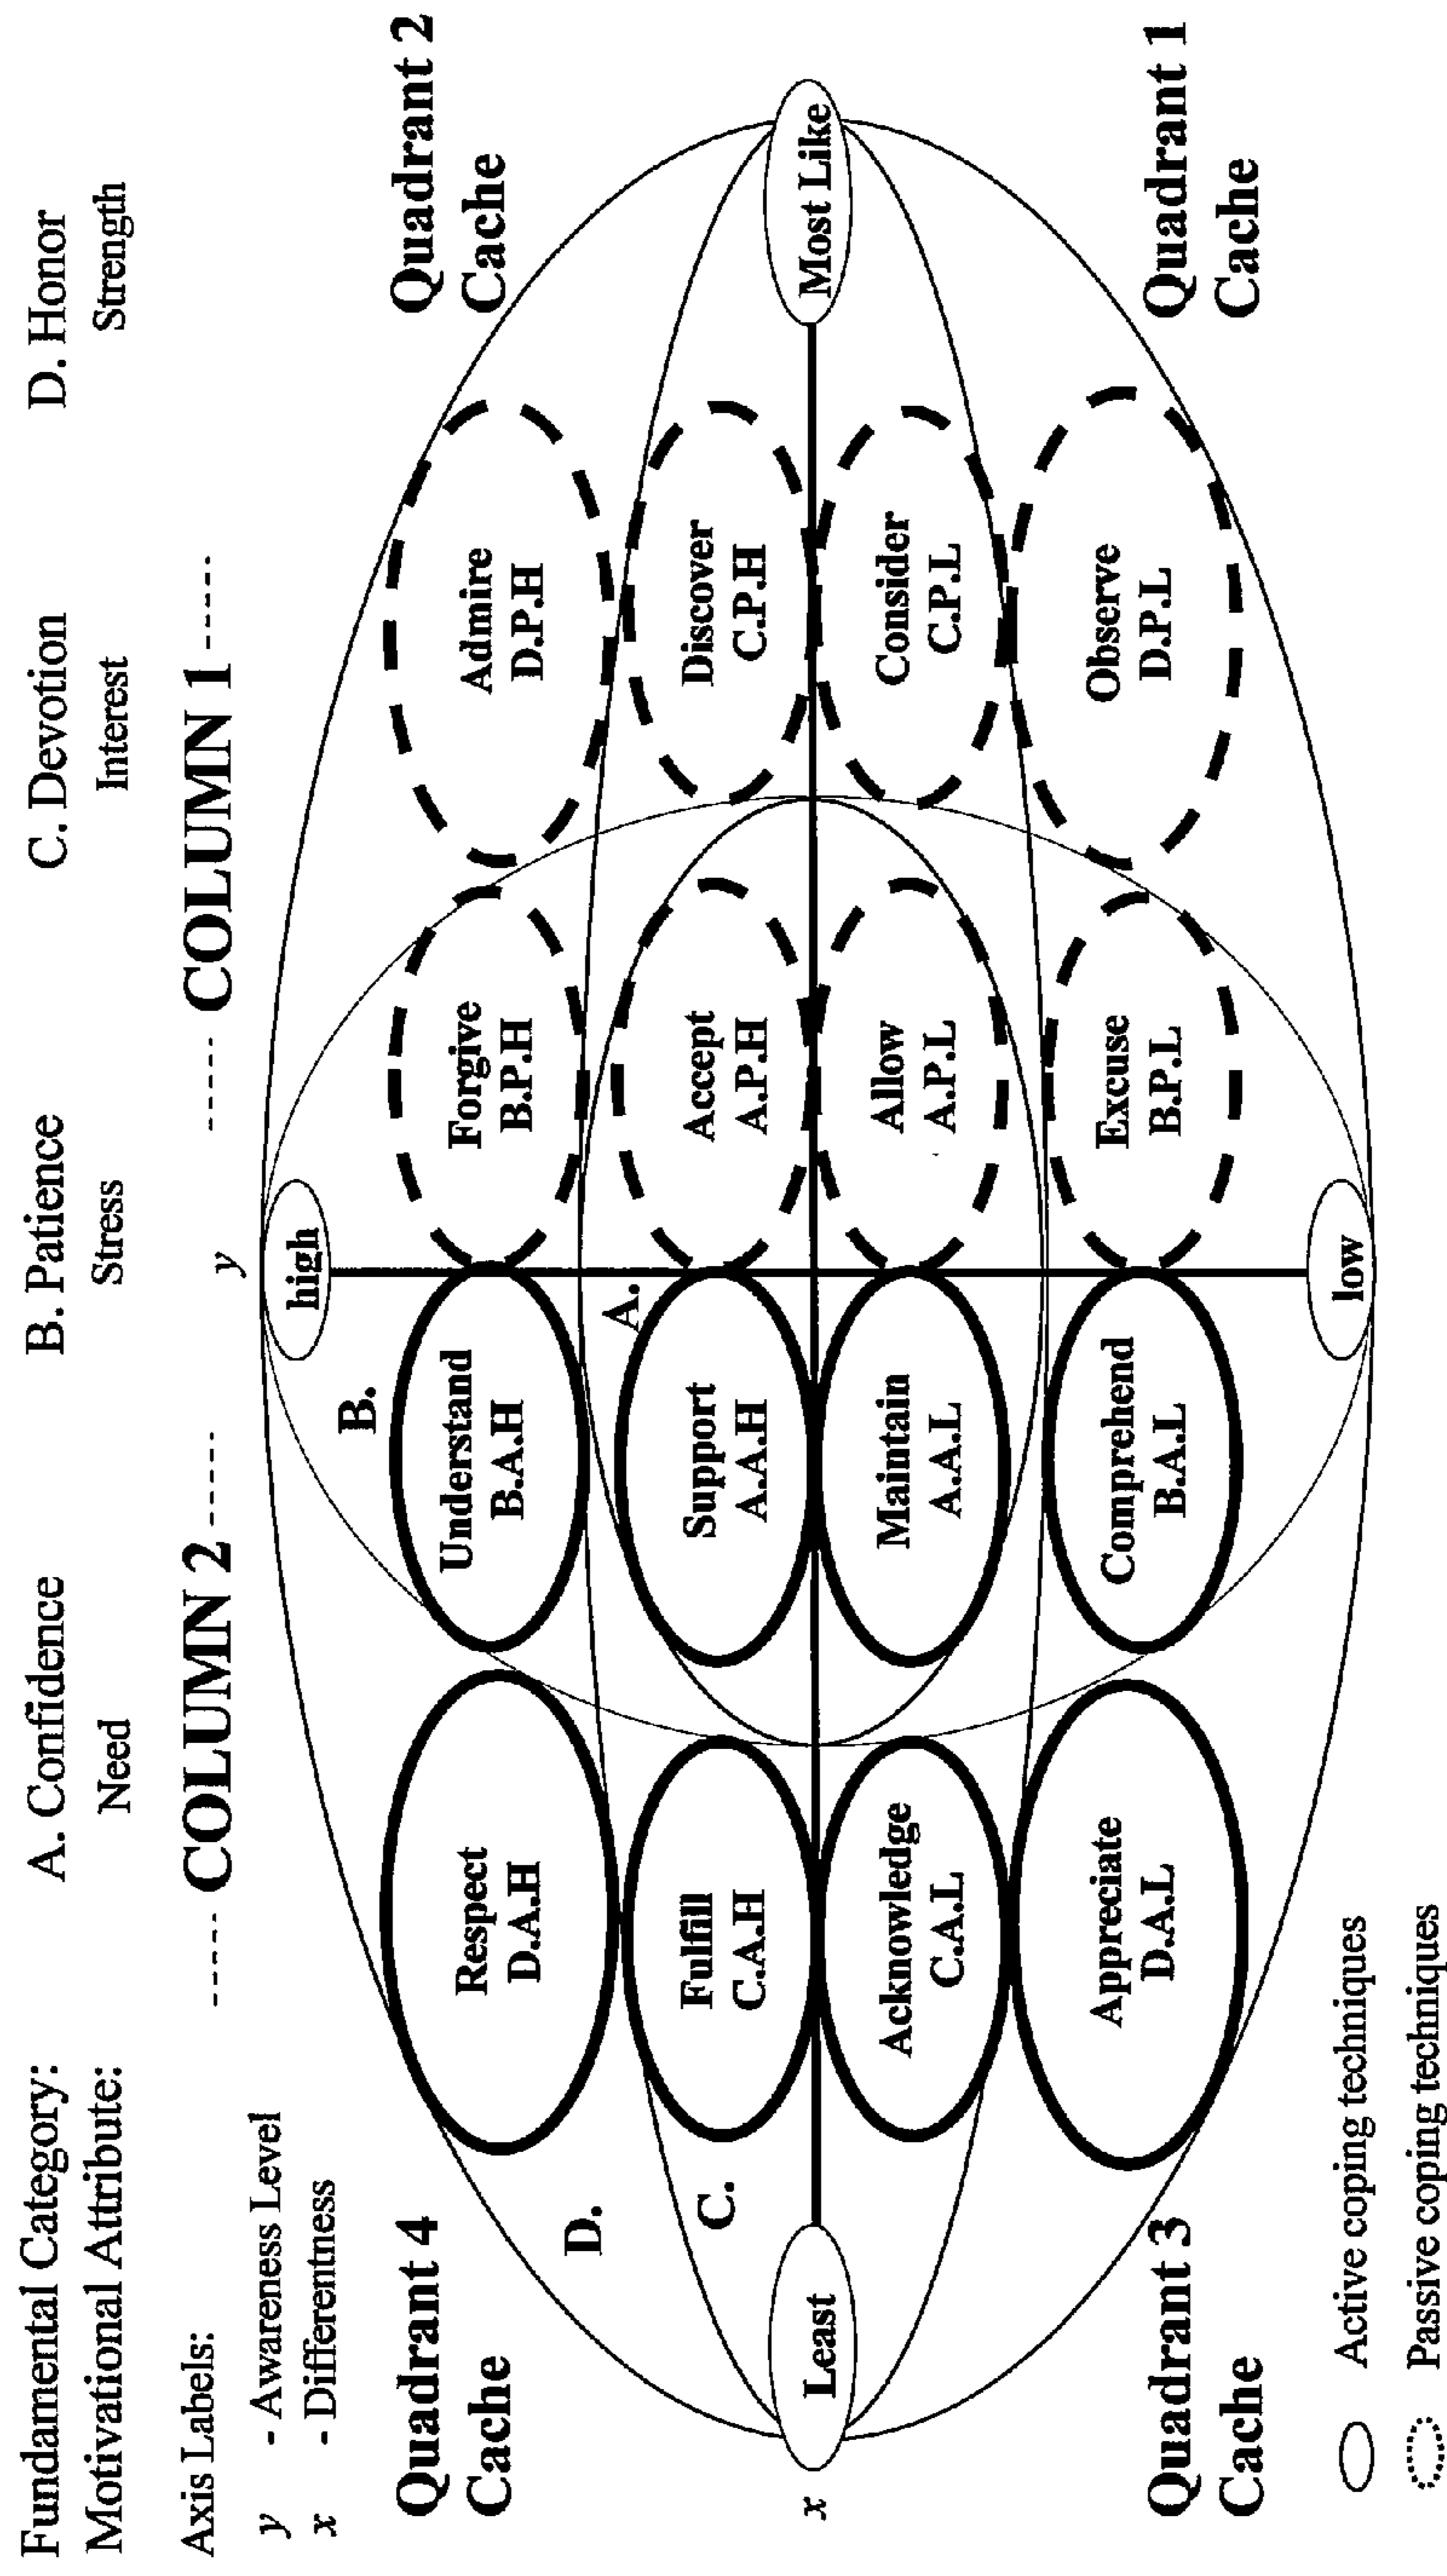 Fundamental Category: A. Confidence B. Patience C. Devotion D. Honor
Motivational Attribute: Need Stress Interest Strength
Axis Labels: ----- COLUMN 2 ----- y ----- COLUMN 1 -----
y - Awareness Level
x - Differentness
high
Quadrant 4
Cache
B.
Quadrant 2
Cache
Respect
D.A.H
Understand
B.A.H
Forgive
B.P.H
Admire
D.P.H
D.
A.
C.
Fulfill
C.A.H
Support
A.A.H
Accept
A.P.H
Discover
C.P.H
x
Least
Most Like
Acknowledge
C.A.L
Maintain
A.A.L
Allow
A.P.L
Consider
C.P.L
Appreciate
D.A.L
Comprehend
B.A.L
Excuse
B.P.L
Observe
D.P.L
Quadrant 3
Cache
Quadrant 1
Cache
low
Active coping techniques
Passive coping techniques